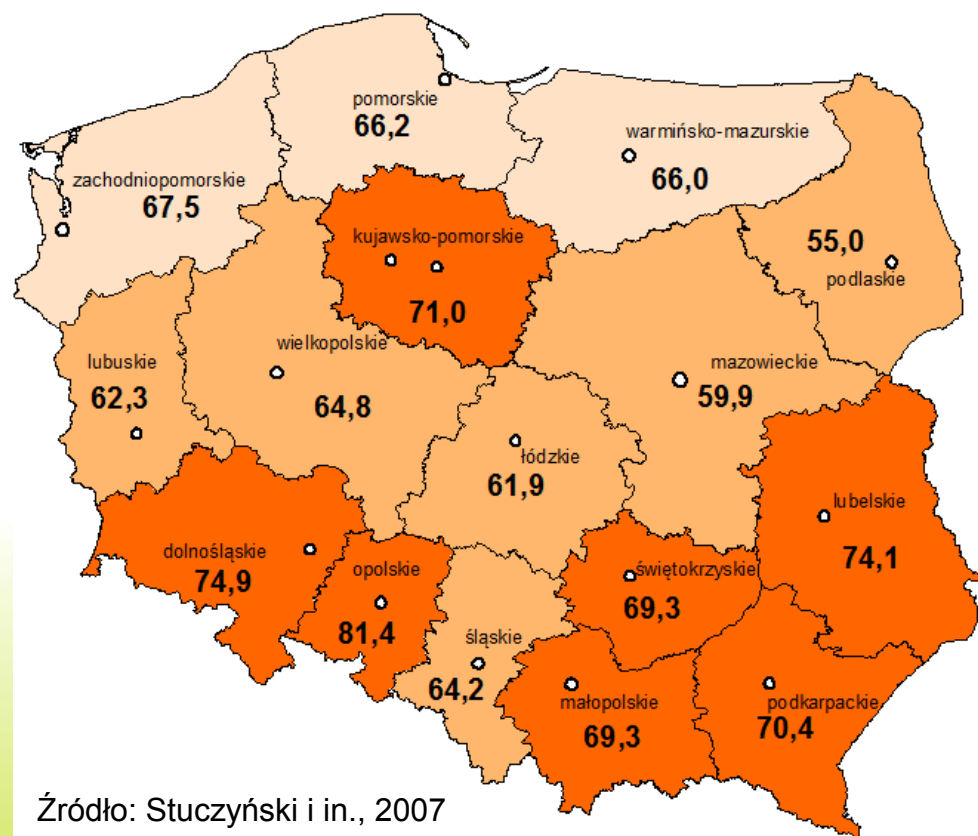 pomorskie
66,2
warmińsko-mazurskie
66,0
zachodniopomorskie
67,5
kujawsko-pomorskie
71,0
55,0
podlaskie
lubuskie
62,3
wielkopolskie
64,8
mazowieckie
59,9
łódzkie
61,9
lubelskie
74,1
dolnośląskie
74,9
opolskie
81,4
śląskie
64,2
świętokrzyskie
69,3
małopolskie
69,3
podkarpackie
70,4
Źródło: Stuczyński i in., 2007